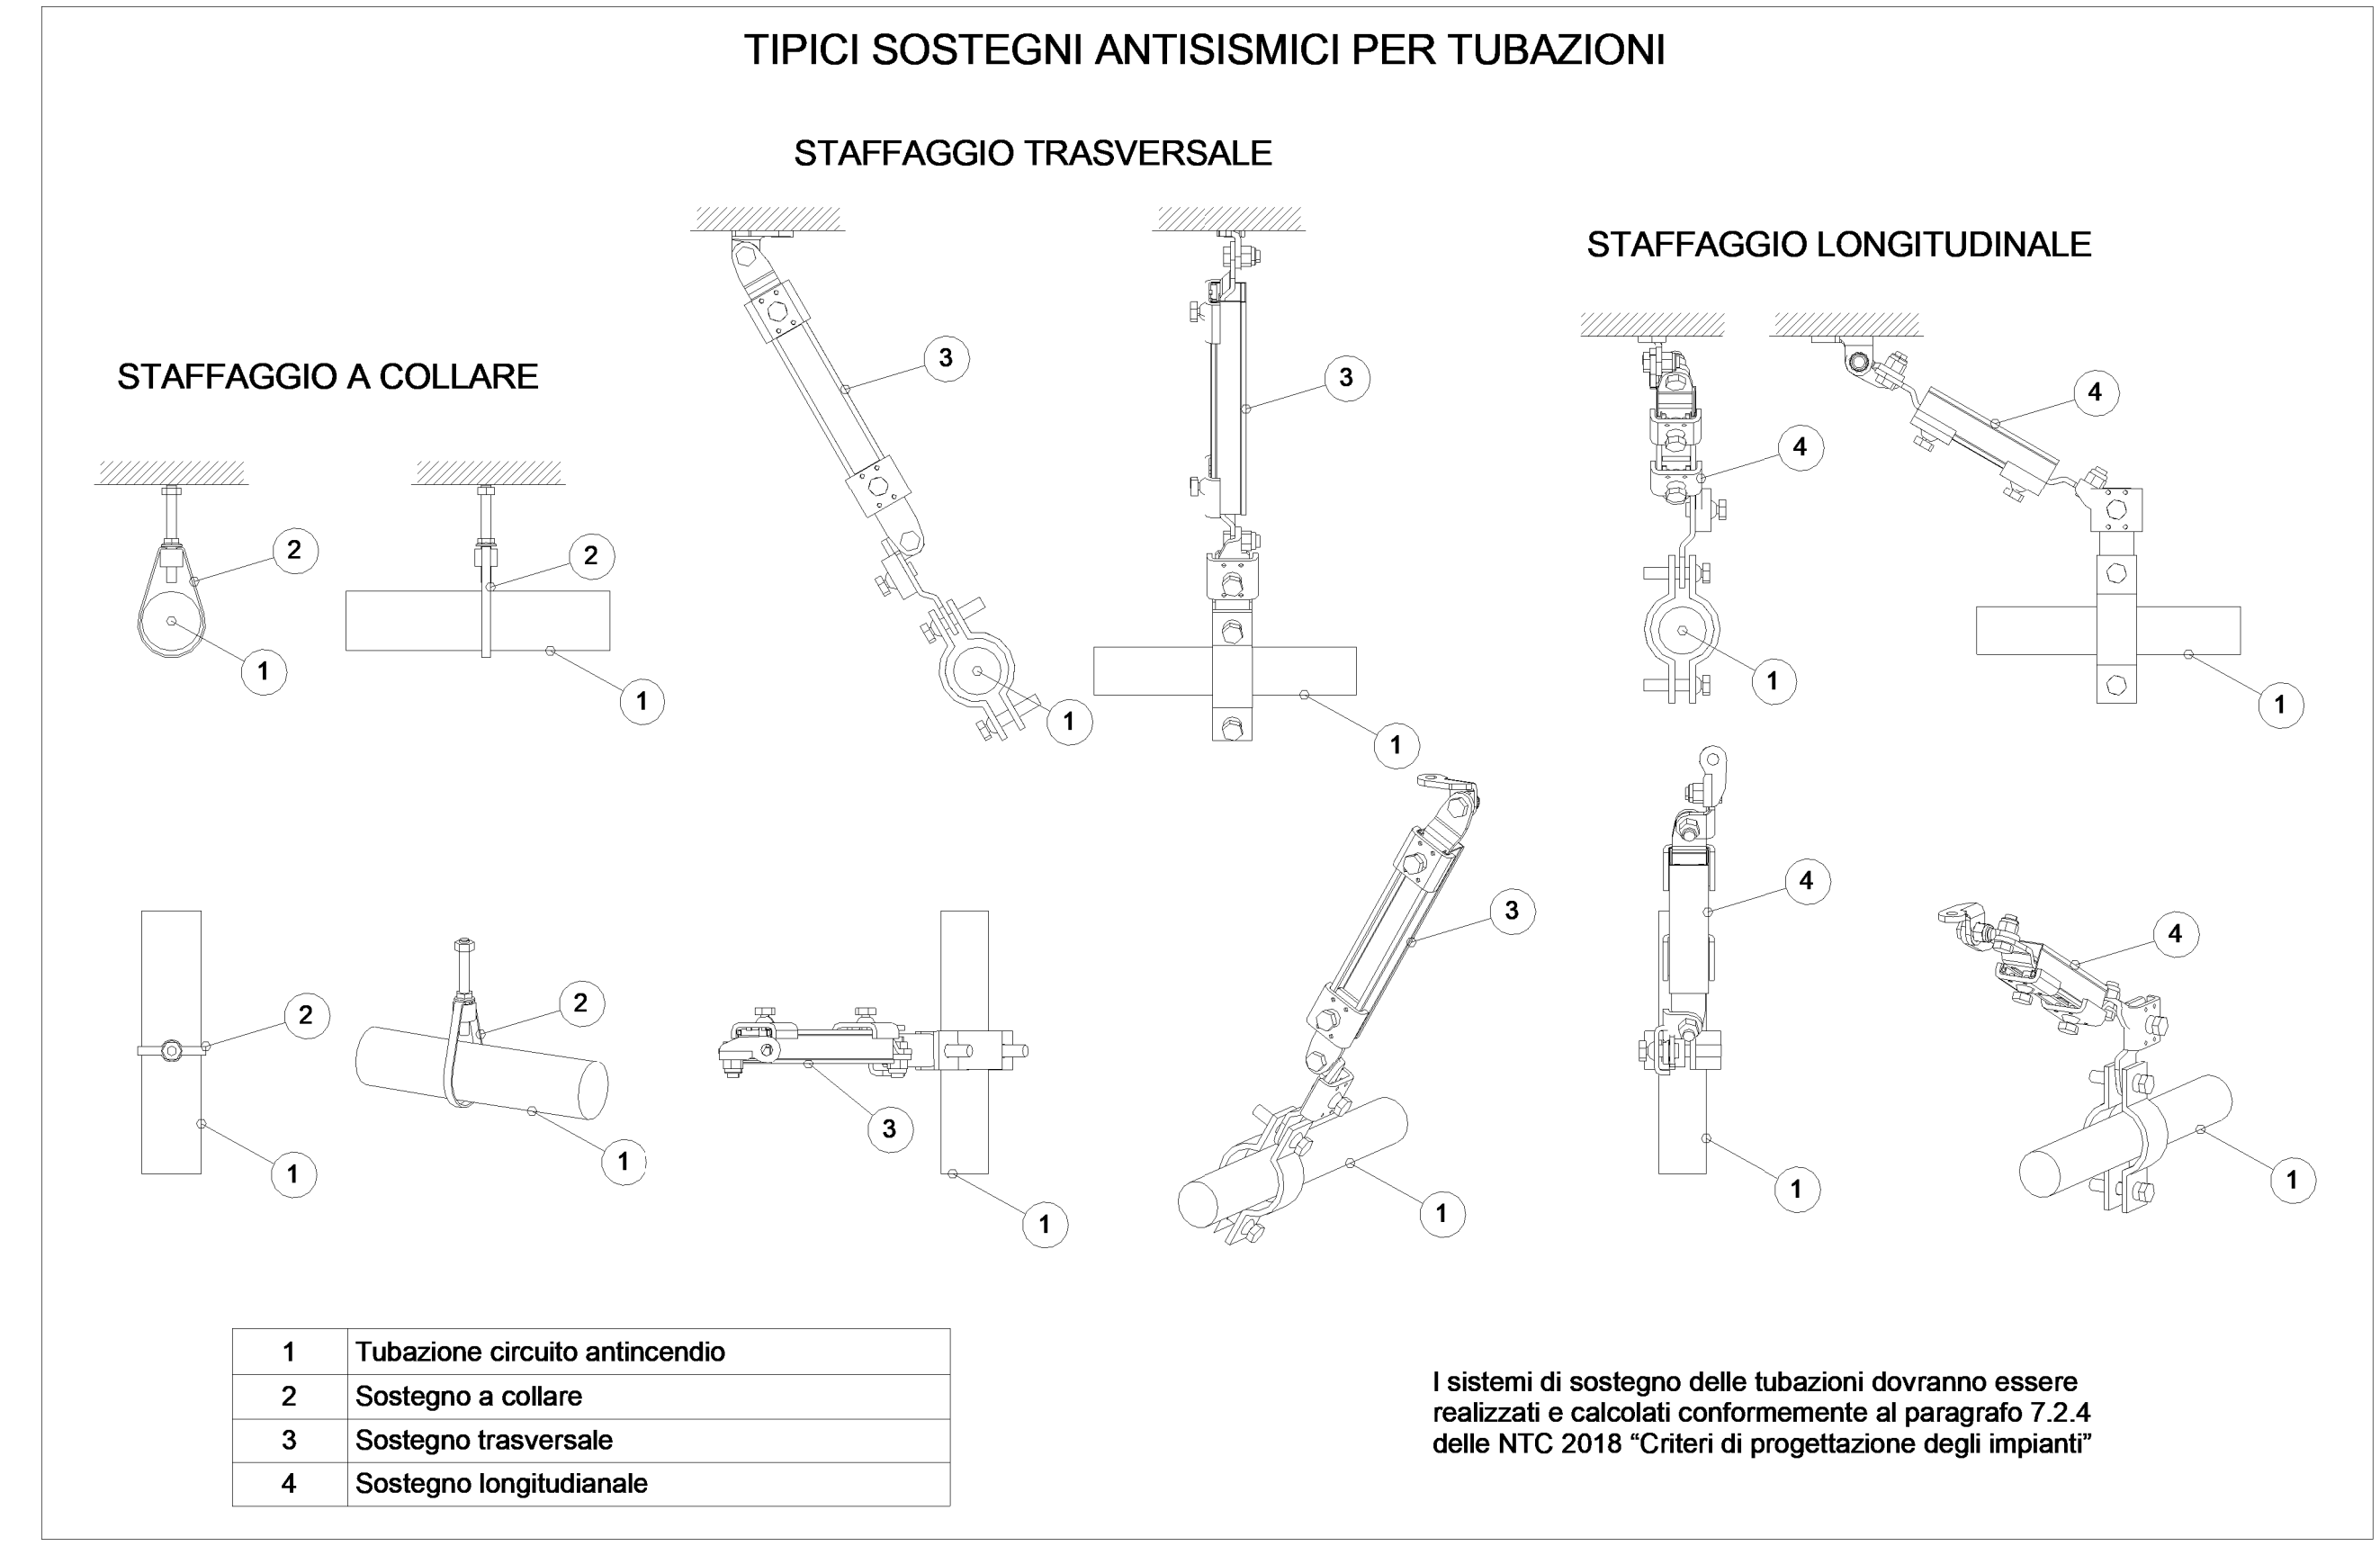 TIPICI SOSTEGNI ANTISISMICI PER TUBAZIONI
STAFFAGGIO TRASVERSALE
STAFFAGGIO LONGITUDINALE
STAFFAGGIO A COLLARE
3
3
4
4
2
2
1
1
1
1
1
1
3
4
4
2
2
3
1
1
1
1
1
1
1 Tubazione circuito antincendio
2 Sostegno a collare
3 Sostegno trasversale
4 Sostegno longitudianale
I sistemi di sostegno delle tubazioni dovranno essere
realizzati e calcolati conformemente al paragrafo 7.2.4
delle NTC 2018 “Criteri di progettazione degli impianti”